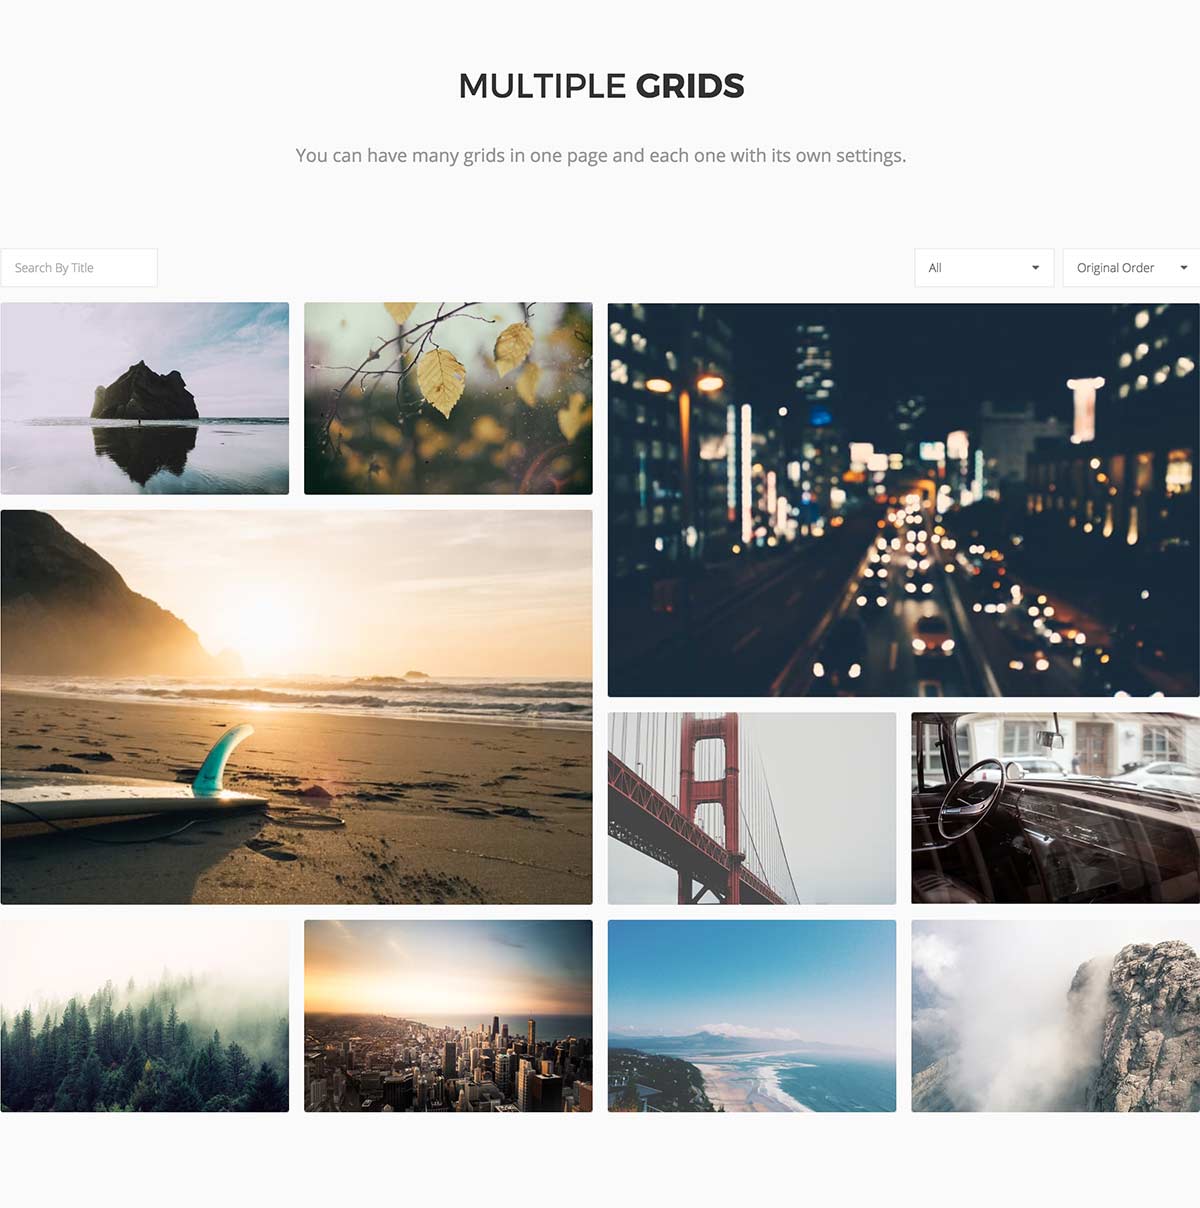 MULTIPLE GRIDS
You can have many grids in one page and each one with its own settings.
Search By Title
All
Original Order